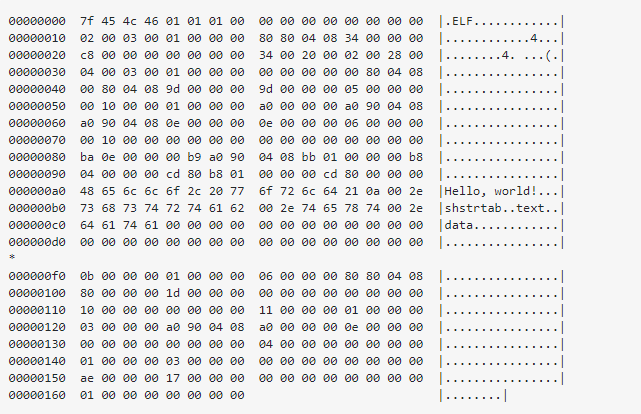 00000000  7f 45 4c 46 01 01 01 00  00 00 00 00 00 00 00 00  |.ELF............|
00000010  02 00 03 00 01 00 00 00  80 80 04 08 34 00 00 00  |............4...|
00000020  c8 00 00 00 00 00 00 00  34 00 20 00 02 00 28 00  |........4. ...(.|
00000030  04 00 03 00 01 00 00 00  00 00 00 00 00 80 04 08  |................|
00000040  00 80 04 08 9d 00 00 00  9d 00 00 00 05 00 00 00  |................|
00000050  00 10 00 00 01 00 00 00  a0 00 00 00 a0 90 04 08  |................|
00000060  a0 90 04 08 0e 00 00 00  0e 00 00 00 06 00 00 00  |................|
00000070  00 10 00 00 00 00 00 00  00 00 00 00 00 00 00 00  |................|
00000080  ba 0e 00 00 00 b9 a0 90  04 08 bb 01 00 00 00 b8  |................|
00000090  04 00 00 00 cd 80 b8 01  00 00 00 cd 80 00 00 00  |................|
000000a0  48 65 6c 6c 6f 2c 20 77  6f 72 6c 64 21 0a 00 2e  |Hello, world!...|
000000b0  73 68 73 74 72 74 61 62  00 2e 74 65 78 74 00 2e  |shstrtab..text..|
000000c0  64 61 74 61 00 00 00 00  00 00 00 00 00 00 00 00  |data............|
000000d0  00 00 00 00 00 00 00 00  00 00 00 00 00 00 00 00  |................|
*
000000f0  0b 00 00 00 01 00 00 00  06 00 00 00 80 80 04 08  |................|
00000100  80 00 00 00 1d 00 00 00  00 00 00 00 00 00 00 00  |................|
00000110  10 00 00 00 00 00 00 00  11 00 00 00 01 00 00 00  |................|
00000120  03 00 00 00 a0 90 04 08  a0 00 00 00 0e 00 00 00  |................|
00000130  00 00 00 00 00 00 00 00  04 00 00 00 00 00 00 00  |................|
00000140  01 00 00 00 03 00 00 00  00 00 00 00 00 00 00 00  |................|
00000150  ae 00 00 00 17 00 00 00  00 00 00 00 00 00 00 00  |................|
00000160  01 00 00 00 00 00 00 00  |........|